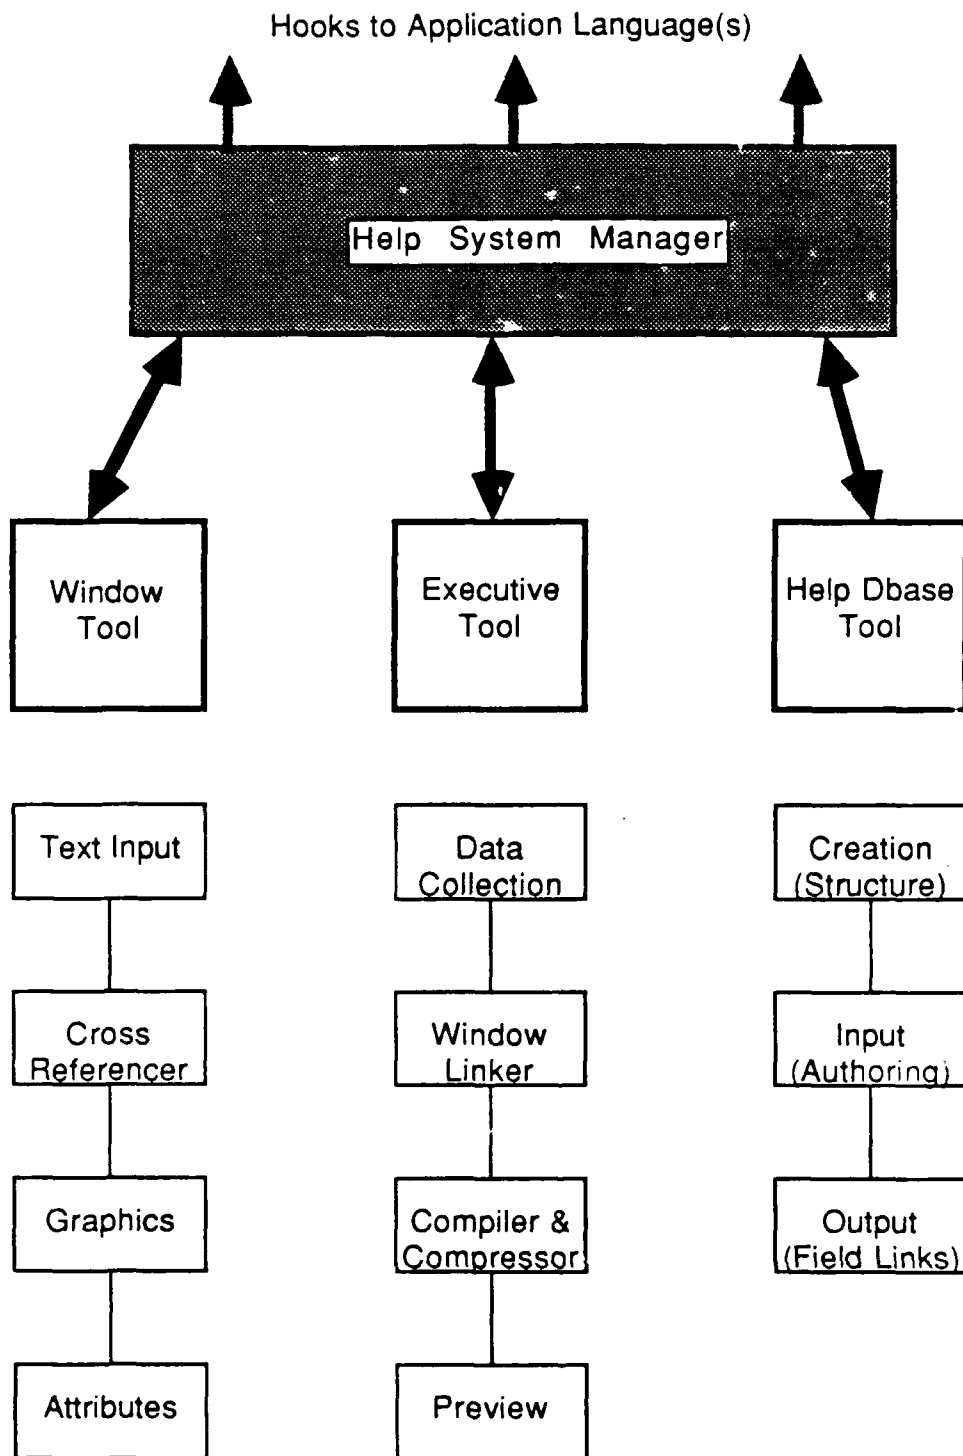 Hooks to Application Language(s)
Help System Manager
Window
Tool
Executive
Tool
Help Dbase
Tool
Text Input
Data
Collection
Creation
(Structure)
Cross
Referencer
Window
Linker
Input
(Authoring)
Graphics
Compiler &
Compressor
Output
(Field Links)
Attributes
Preview